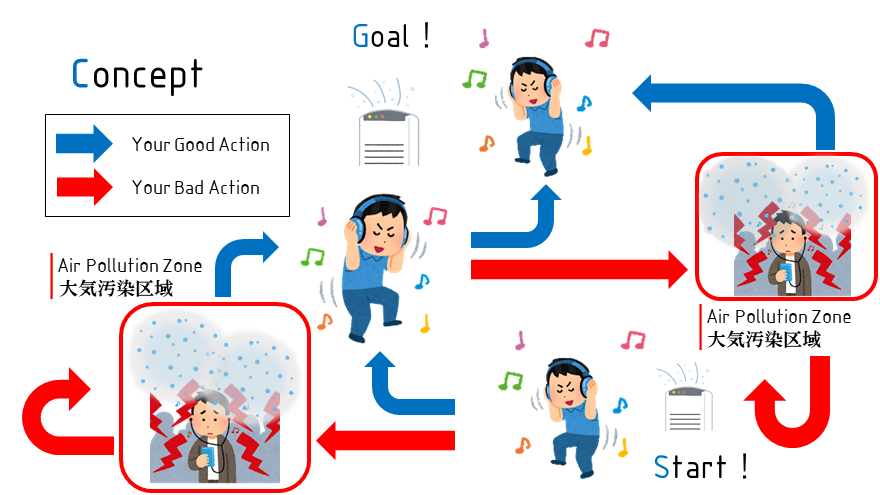 Goal !
Concept
Your Good Action
Your Bad Action
Air Pollution Zone
大気汚染区域
Air Pollution Zone
大気汚染区域
Start !